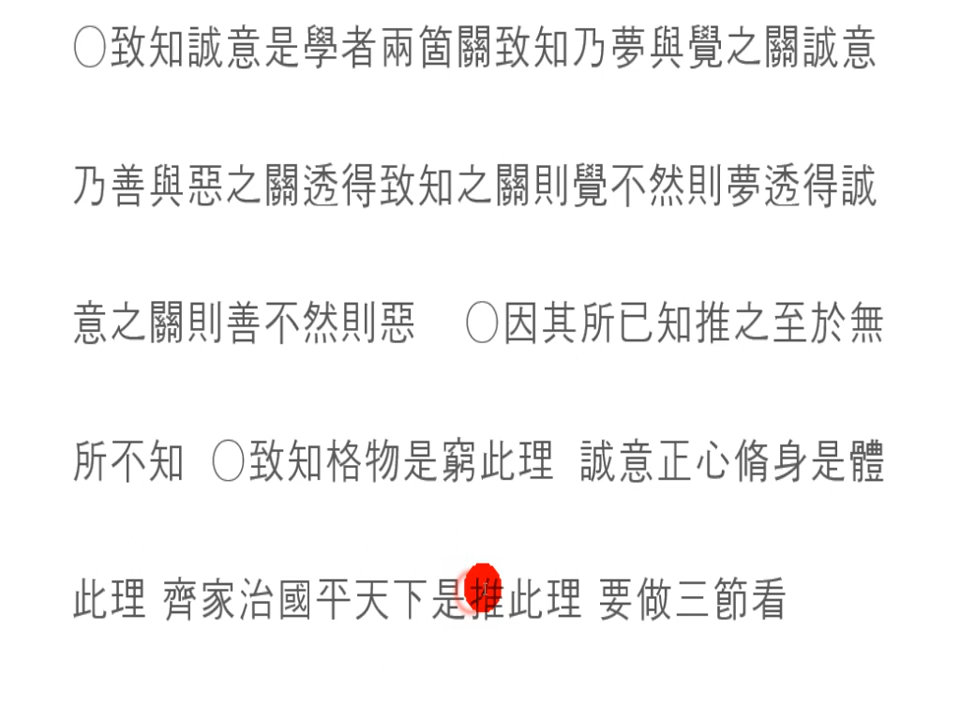 〇致知誠意是學者兩箇關致知乃夢與覺之關誠意
乃善與惡之關透得致知之關則覺不然則夢透得誠
意之關則善不然則惡 〇因其所已知推之至於無
所不知 〇致知格物是窮此理 誠意正心脩身是體
此理 齊家治國平天下是推此理 要做三節看